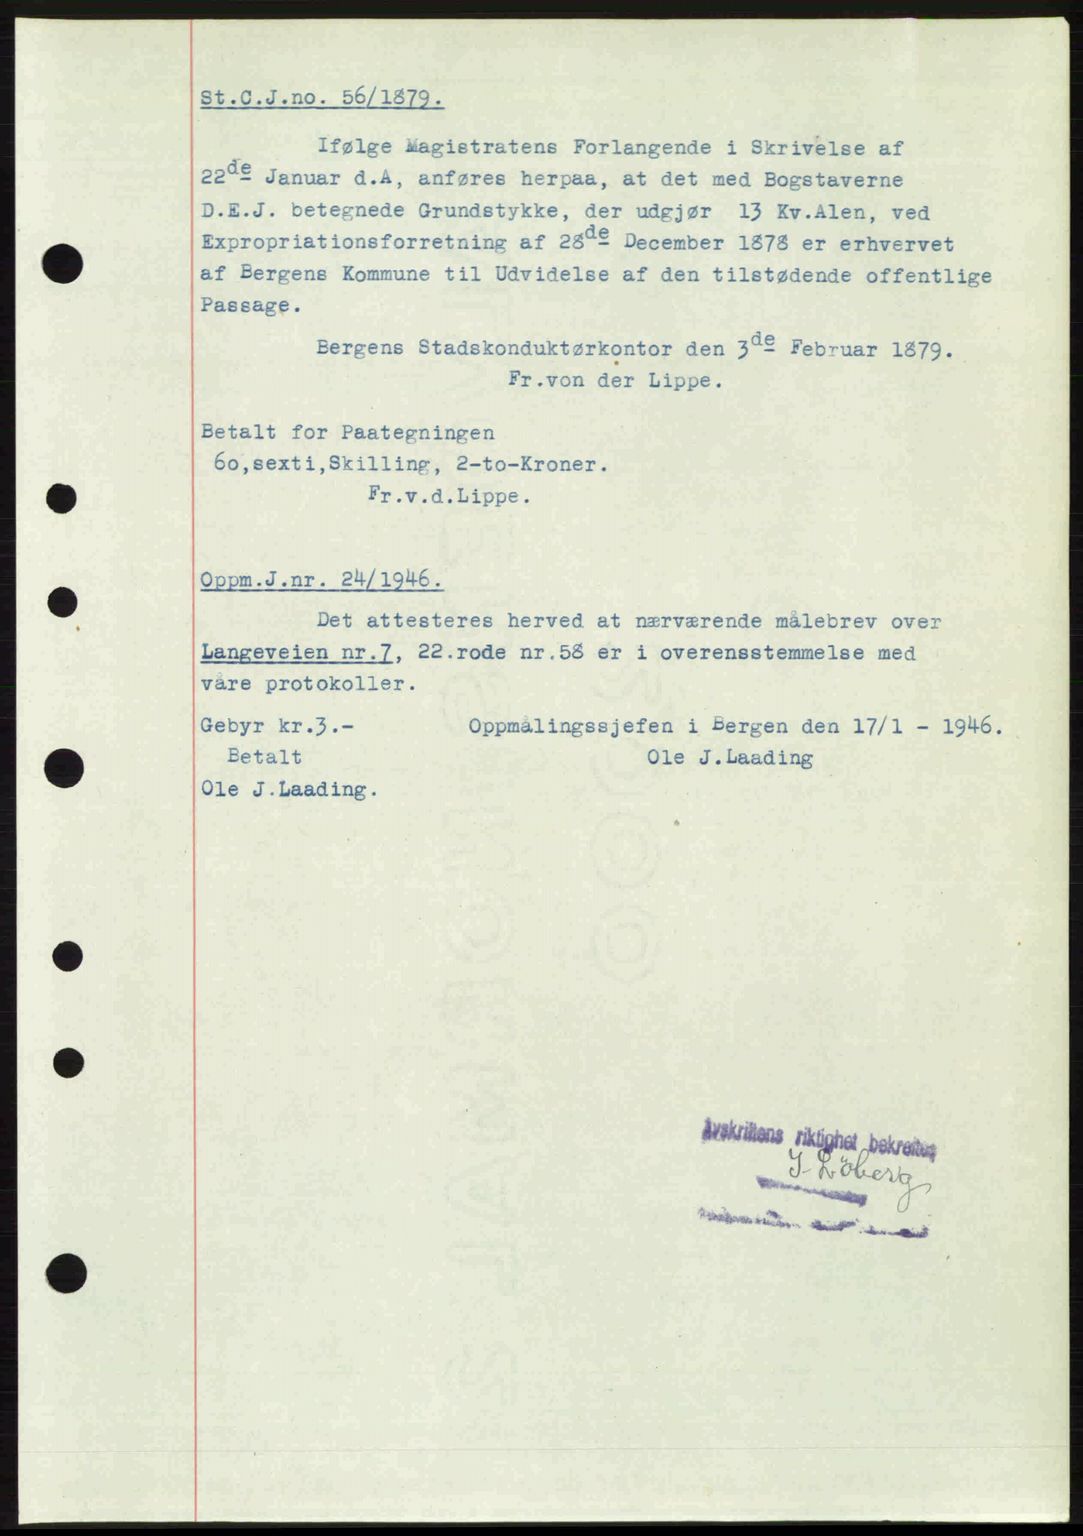 St.C.J.no. 56/1879.
Ifølge Magistratens Forlangende i Skrivelse af
22de Januar d.A, anføres herpaa, at det med Bogstaverne
D.E.J. betegnede Grundstykke, der udgjør 13 Kv.Alen, ved
Expropriationsforretning af 28de December 1878 er erhvervet
af Bergens Kommune til Udvidelse af den tilstødende offentlige
Passage.
Bergens Stadskonduktørkontor den 3de Februar 1879.
Fr.von der Lippe.
Betalt for Paategningen
6o,sexti,Skilling, 2-to-Kroner.
Fr.v.d.Lippe.
Oppm.J.nr. 24/1946.
Det attesteres herved at nærværende målebrev over
Langeveien nr.7, 22.rode nr.58 er i overensstemmelse med
våre protokoller.
Gebyr kr.3.- Oppmålingssjefen i Bergen den 17/1 - 1946.
Betalt Ole J.Laading
Ole J.Laading.
Avskriftens riktighet bekreftes
J Löberg